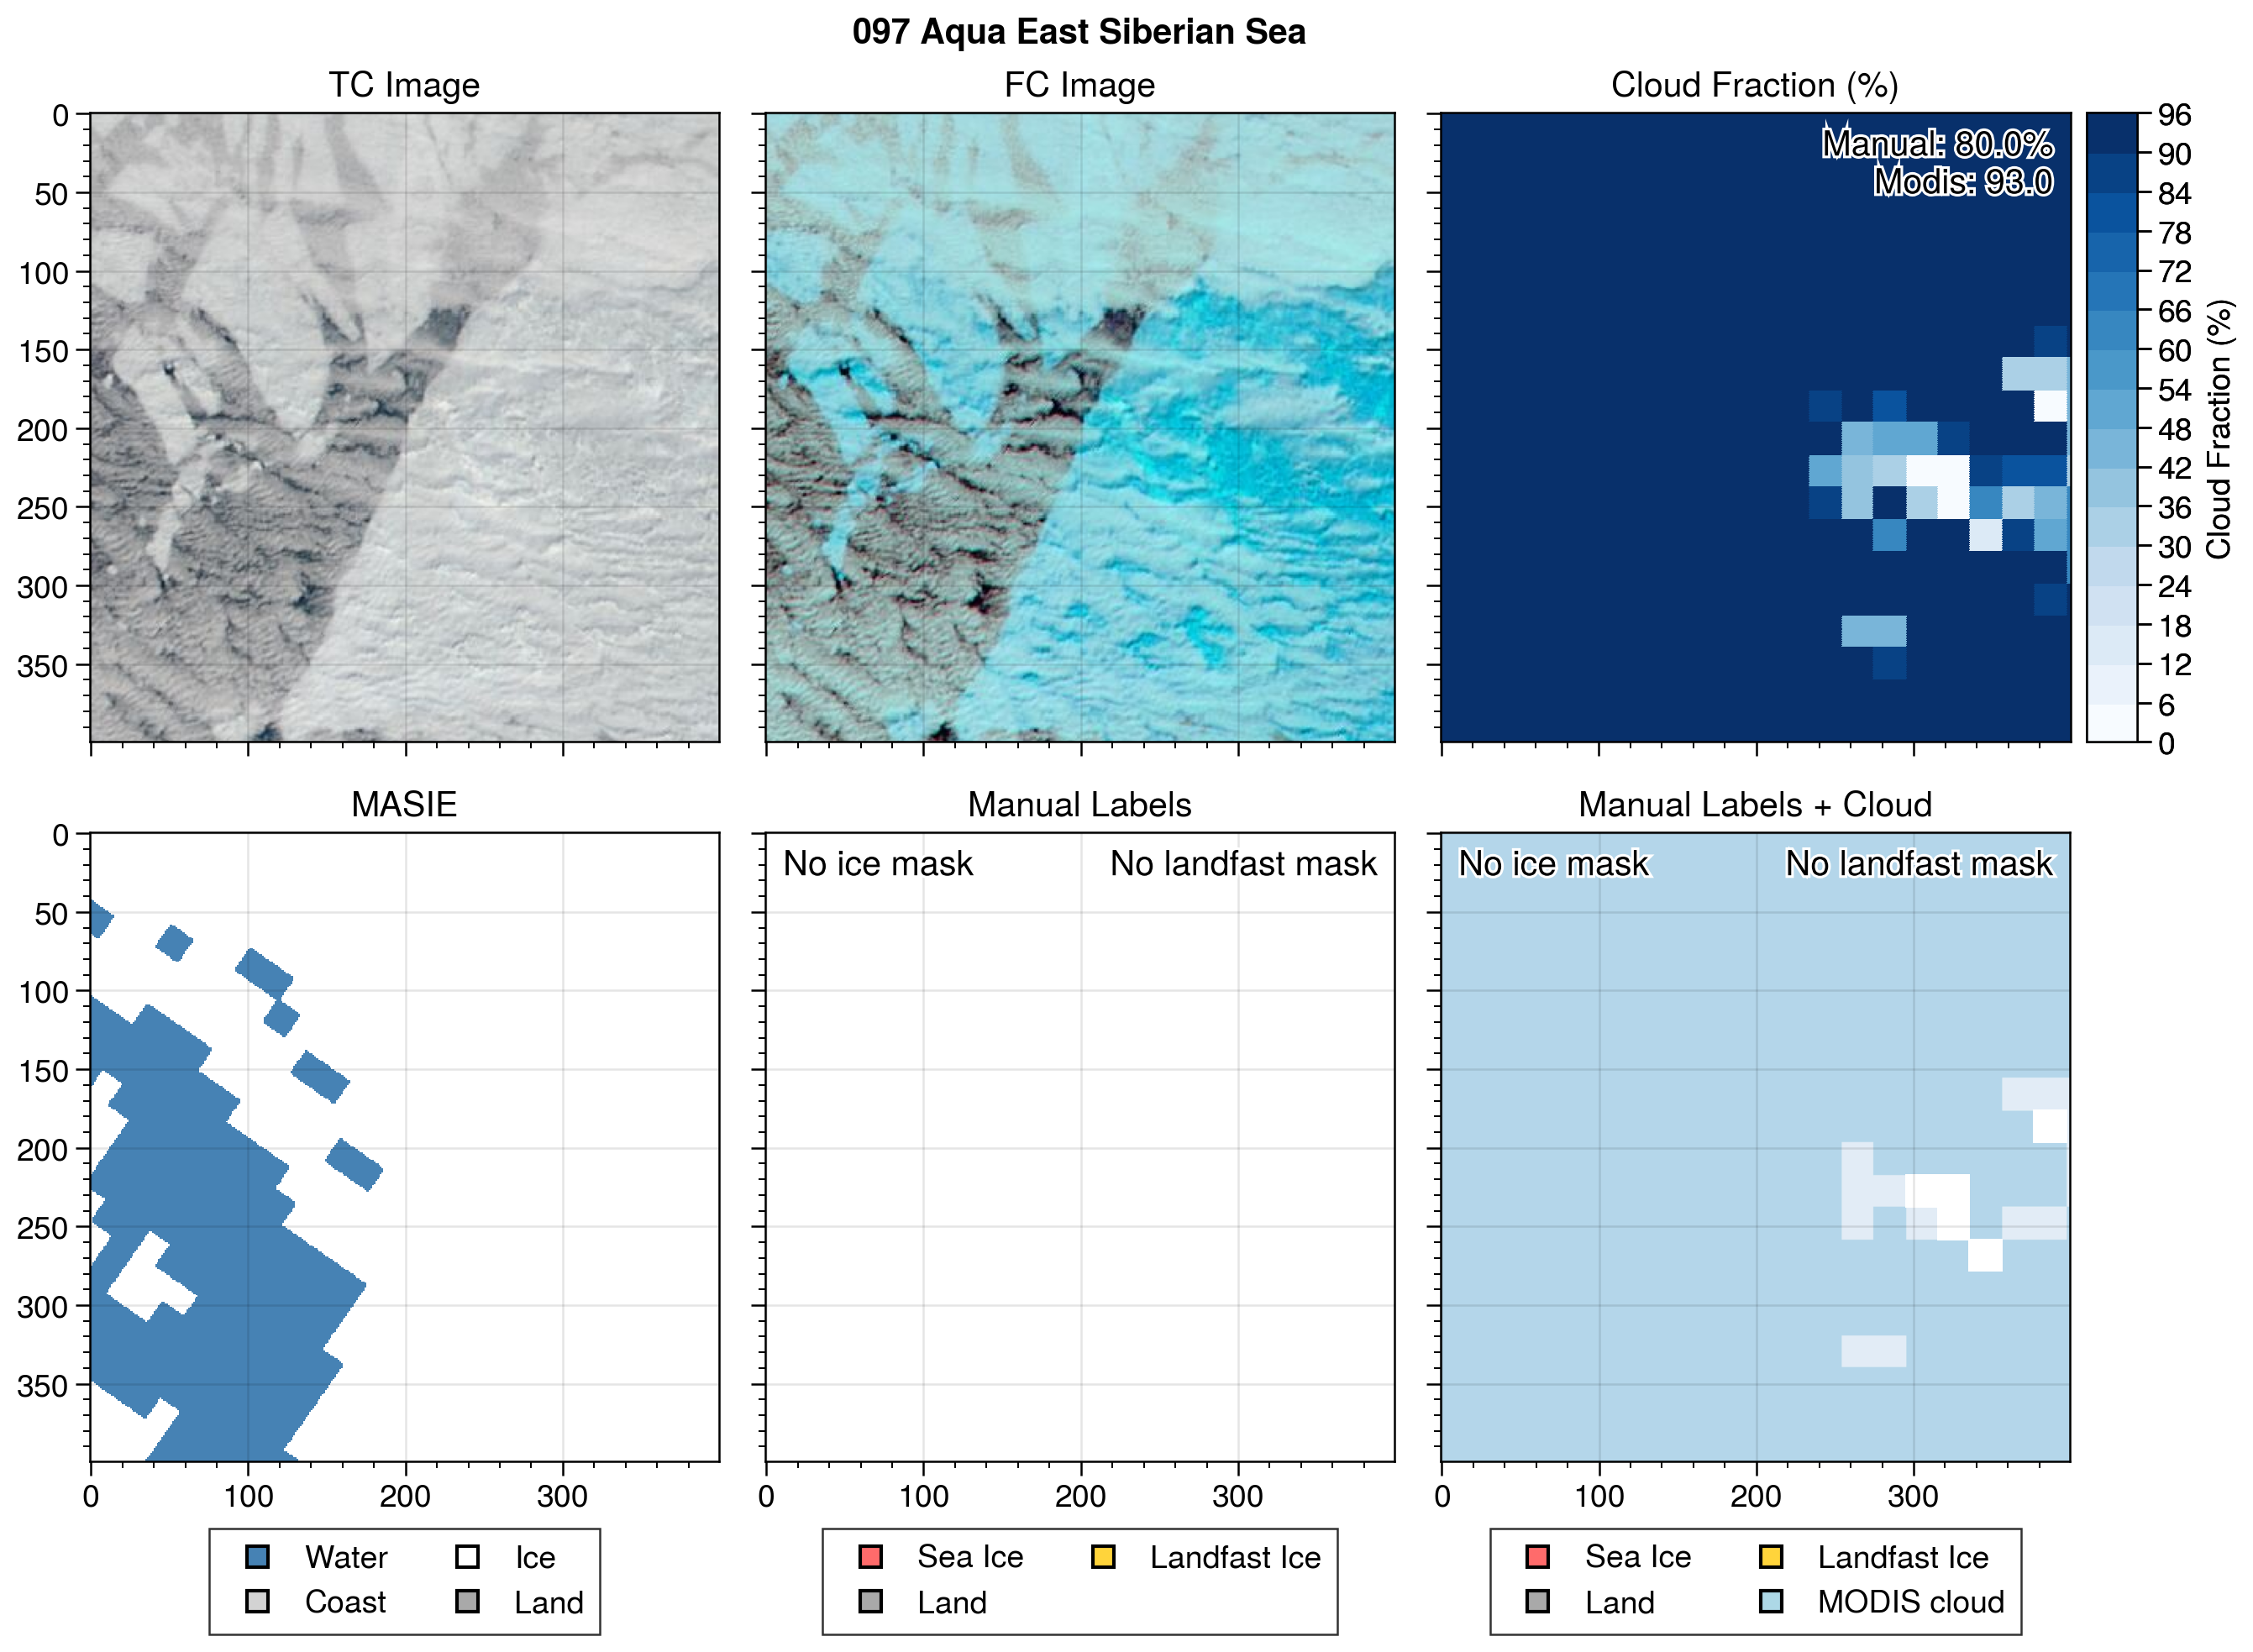 097 Aqua East Siberian Sea
TC Image
FC Image
Cloud Fraction (%)
0
50
100
150
200
250
300
350
Manual: 80.0%
Modis: 93.0
96
90
84
78
72
66
60
54
48
42
36
30
24
18
12
6
0
Cloud Fraction (%)
MASIE
Manual Labels
Manual Labels + Cloud
0
50
100
150
200
250
300
350
No ice mask
No landfast mask
No ice mask
No landfast mask
0 100 200 300
0 100 200 300
0 100 200 300
Water Ice
Coast Land
Sea Ice Landfast Ice
Land
Sea Ice Landfast Ice
Land MODIS cloud